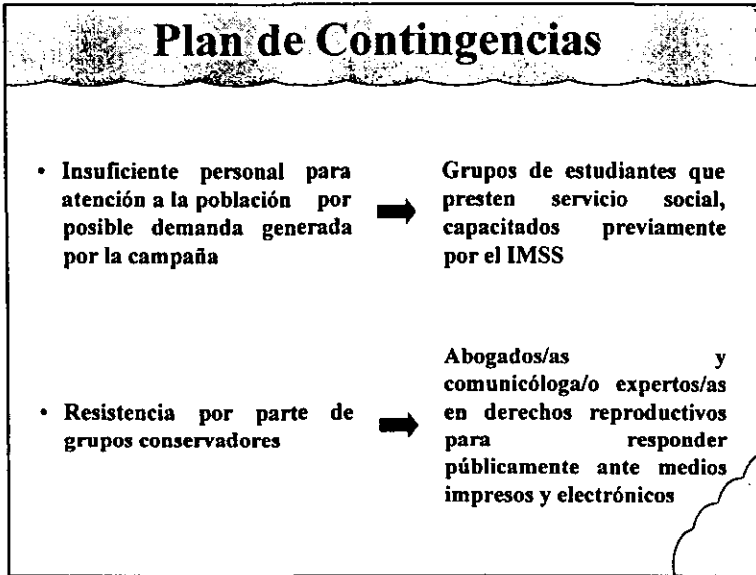 Plan de Contingencias
• Insuficiente personal para
atención a la población por
posible demanda generada
por la campaña
Grupos de estudiantes que
presten servicio social,
capacitados previamente
por el IMSS
• Resistencia por parte de
grupos conservadores
Abogados/as y
comunicóloga/o expertos/as
en derechos reproductivos
para responder
públicamente ante medios
impresos y electrónicos